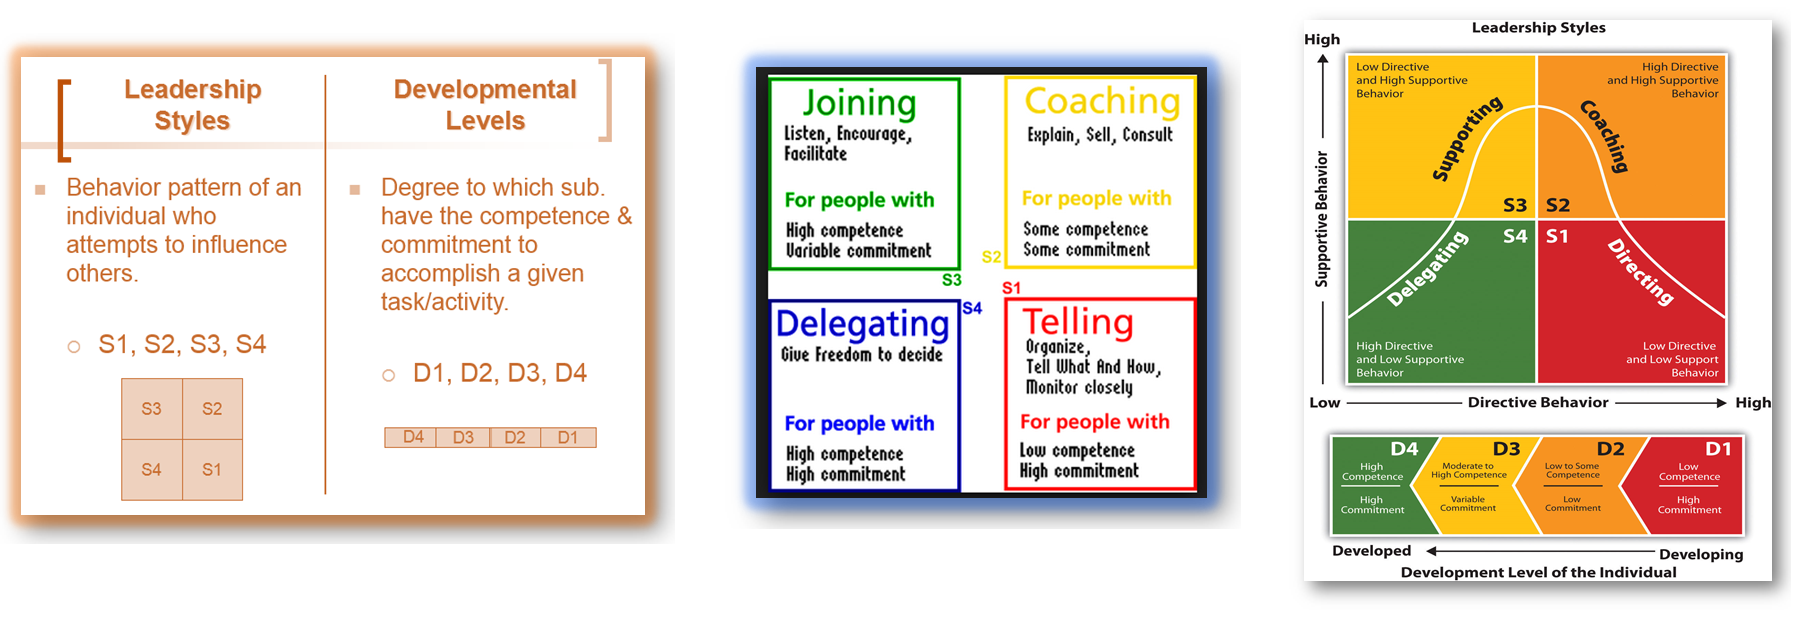 Leadership
Styles
Behavior pattern of an
individual who
attempts to influence
others.
S1, S2, S3, S4
S3 S2
S4 S1
Developmental
Levels
Degree to which sub.
have the competence &
commitment to
accomplish a given
task/activity.
D1, D2, D3, D4
D4 D3 D2 D1
Joining
Listen, Encourage,
Facilitate
For people with
High competence
Variable commitment
S3
Coaching
Explain, Sell, Consult
For people with
Some competence
Some commitment
S2
Delegating
Give Freedom to decide
For people with
High competence
High commitment
S4
S1
Telling
Organize,
Tell What And How,
Monitor closely
For people with
Low competence
High commitment
Leadership Styles
High
Supportive Behavior
Low Directive
and High Supportive
Behavior
High Directive
and High Supportive
Behavior
Supporting
Coaching
S3 S2
S4 S1
Delegating
Directing
High Directive
and Low Supportive
Behavior
Low Directive
and Low Support
Behavior
Low Directive Behavior High
D4
High
Competence
High
Commitment
D3
Moderate to
High Competence
Variable
Commitment
D2
Low to Some
Competence
Low
Commitment
D1
Low
Competence
High
Commitment
Developed Developing
Development Level of the Individual